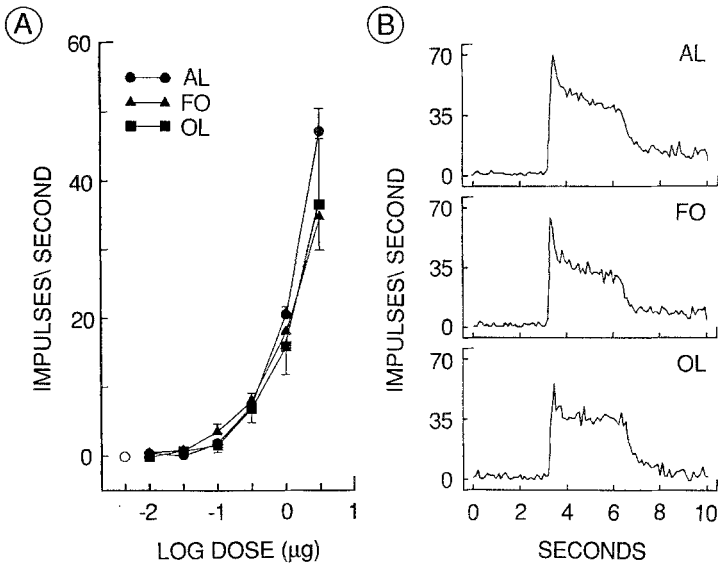 A
60
40
20
0
IMPULSES\ SECOND
AL
FO
OL
-2
-1
0
1
LOG DOSE (µg)
B
IMPULSES\ SECOND
70
35
0
AL
70
35
0
FO
70
35
0
OL
0
2
4
6
8
10
SECONDS